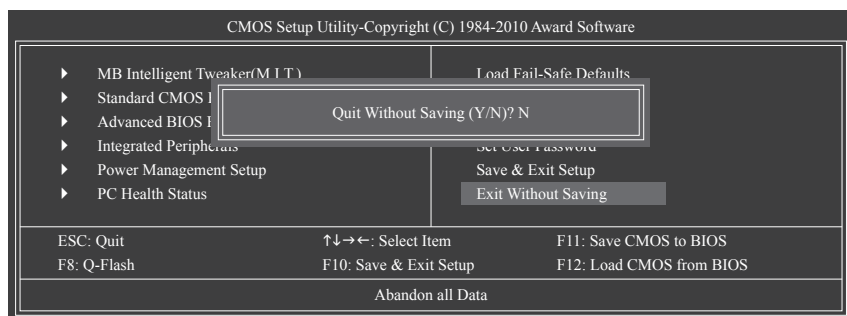 CMOS Setup Utility-Copyright (C) 1984-2010 Award Software
MB Intelligent Tweaker(M.I.T.)
Standard CMOS
Advanced BIOS
Integrated Peripherals
Power Management Setup
PC Health Status
Load Fail-Safe Defaults
Set User Password
Save & Exit Setup
Exit Without Saving
Quit Without Saving (Y/N)? N
ESC: Quit
↑↓→←: Select Item
F11: Save CMOS to BIOS
F8: Q-Flash
F10: Save & Exit Setup
F12: Load CMOS from BIOS
Abandon all Data